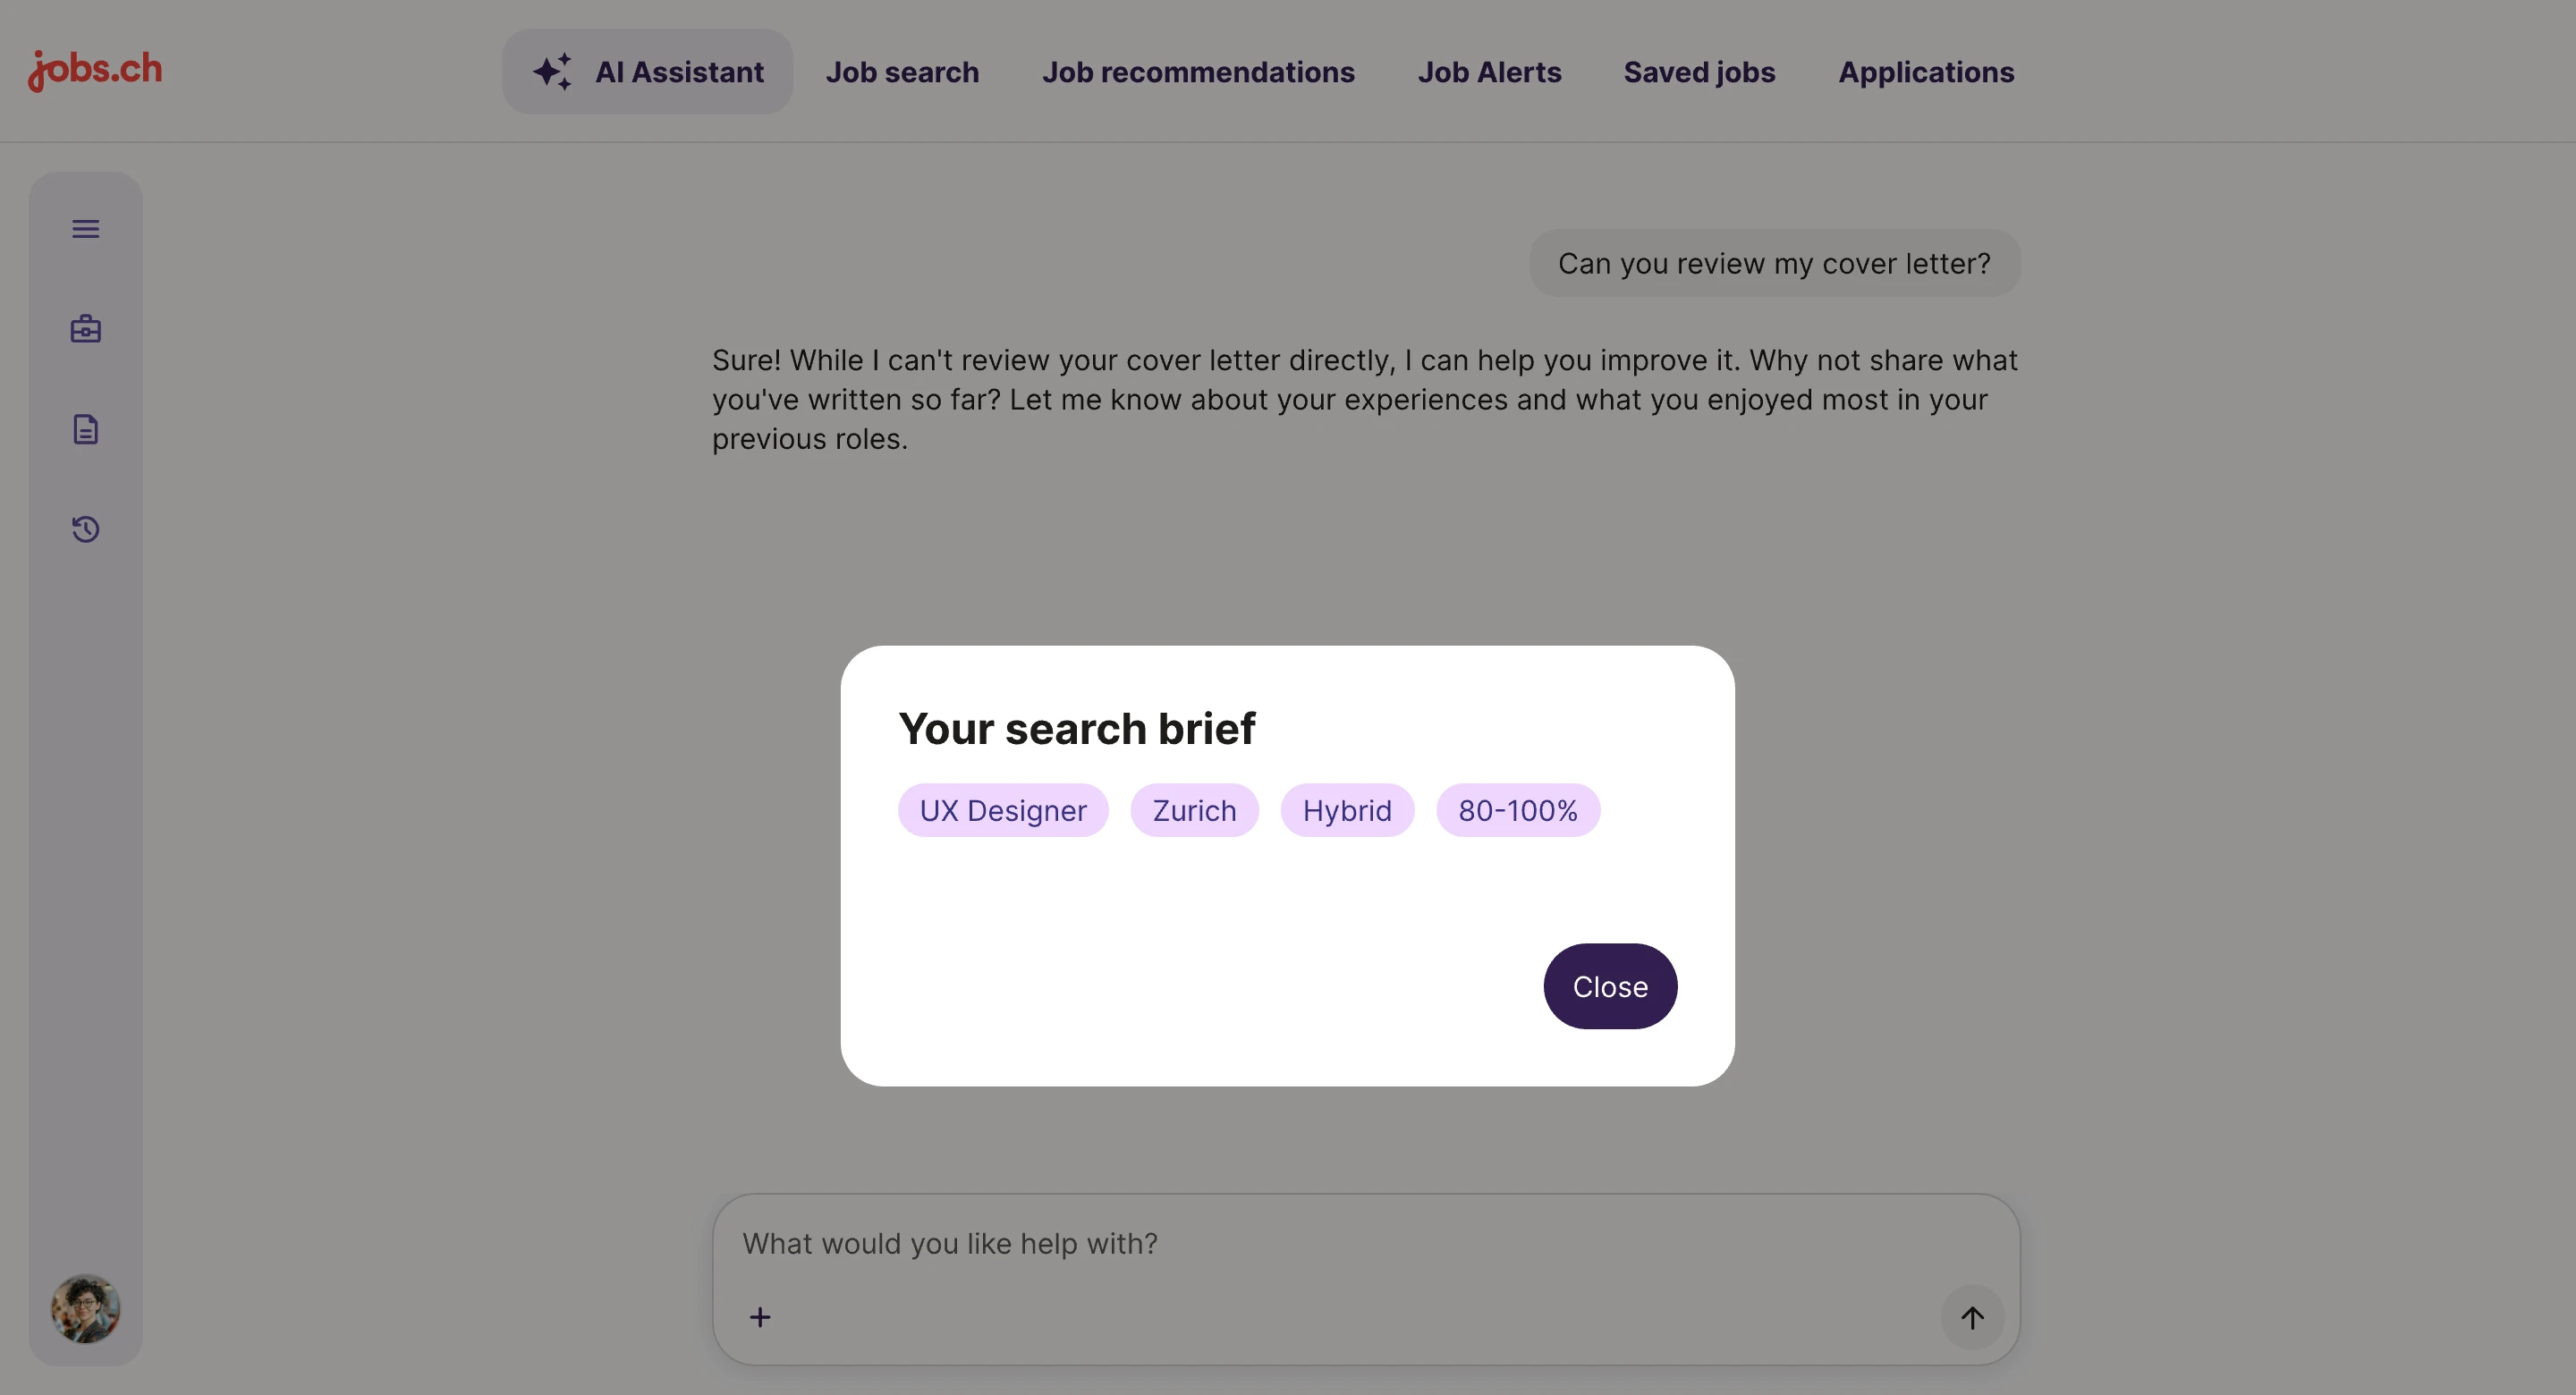 jobs.ch
AI Assistant
Job search
Job recommendations
Job Alerts
Saved jobs
Applications
Can you review my cover letter?
Sure! While I can't review your cover letter directly, I can help you improve it. Why not share what
you've written so far? Let me know about your experiences and what you enjoyed most in your
previous roles.
Your search brief
UX Designer
Zurich
Hybrid
80-100%
Close
What would you like help with?